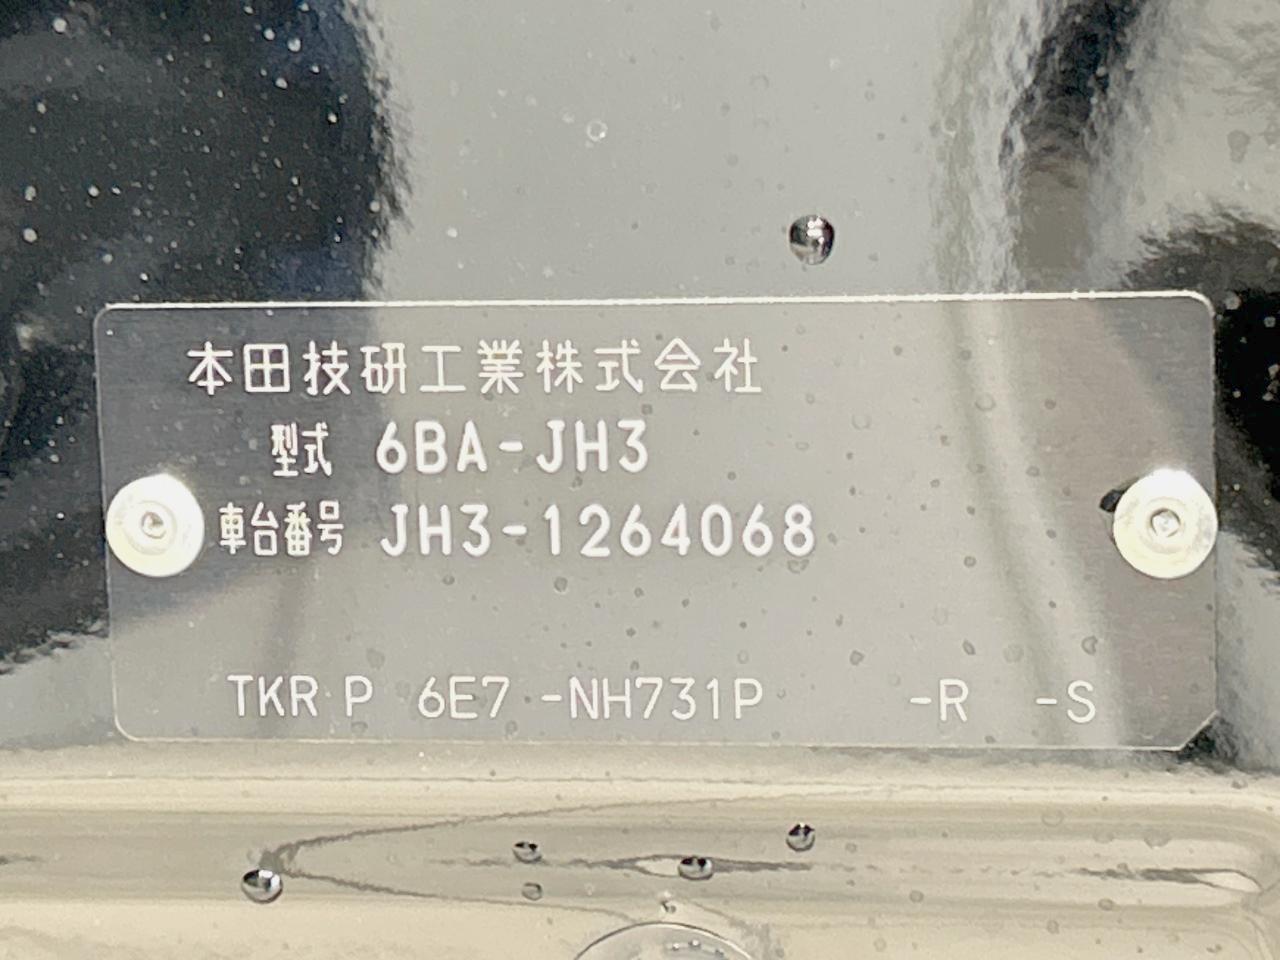 本田技研工業株式会社
型式 6BA-JH3
車台番号 JH3-1264068
TKR P 6E7 -NH731P -R -S